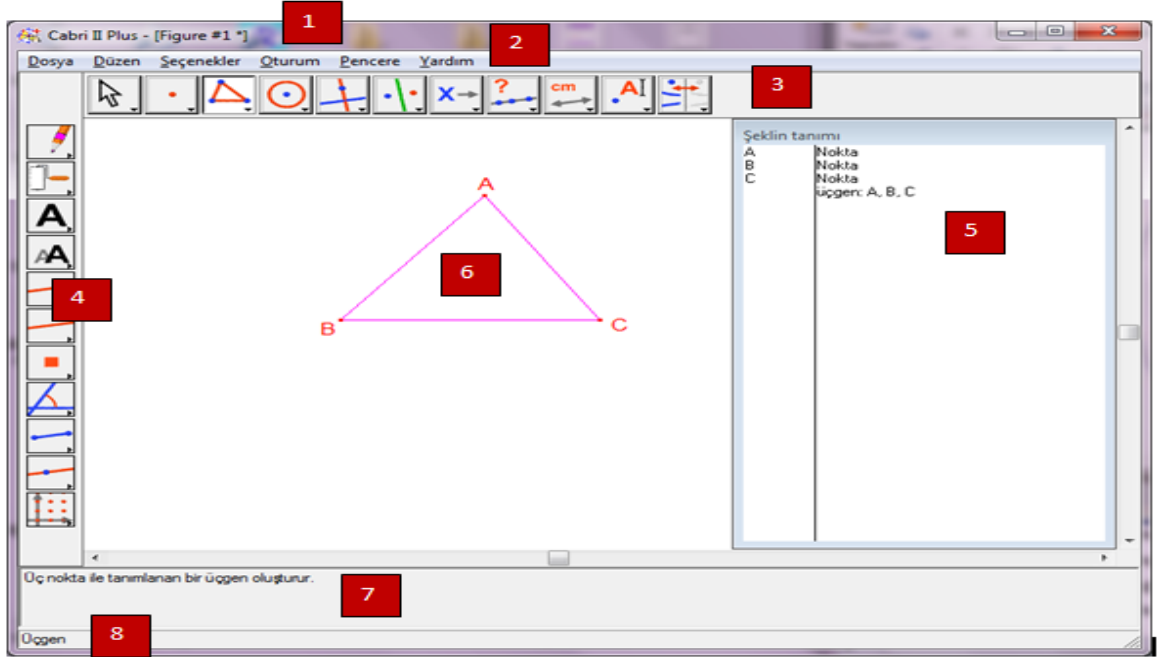 1
Cabri II Plus - [Figure #1 *]
2
Dosya Düzen Seçenekler Oturum Pencere Yardım
3
? cm A
X
Şeklin tanımı
A Nokta
B Nokta
C Nokta
üçgen: A, B, C
A
A
AA
4
5
6
B
C
Üç nokta ile tanımlanan bir üçgen oluşturur.
7
Üçgen
8